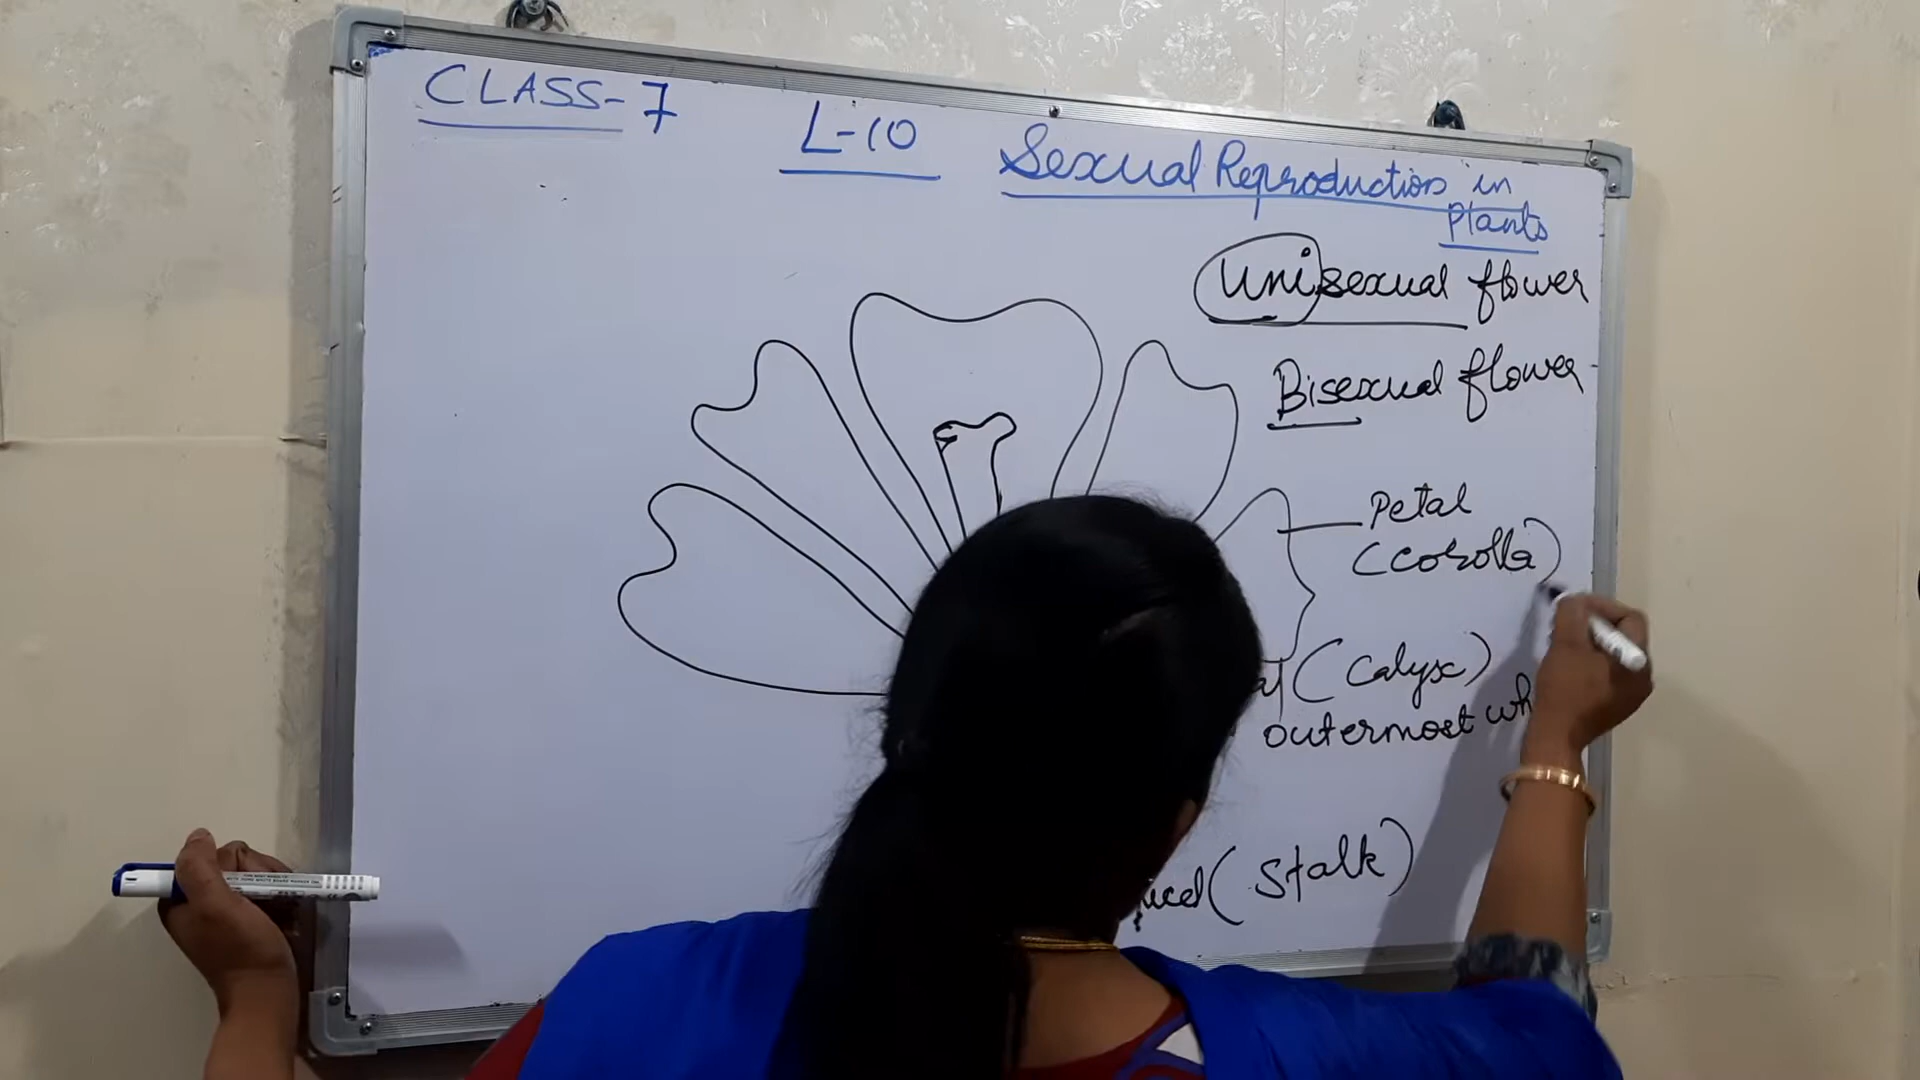 CLASS-7
L-10
Sexual Reproduction in
Plants
Unisexual flower
Bisexual flower
Petal
(Corolla)
(Calyx)
outermost
(Stalk)